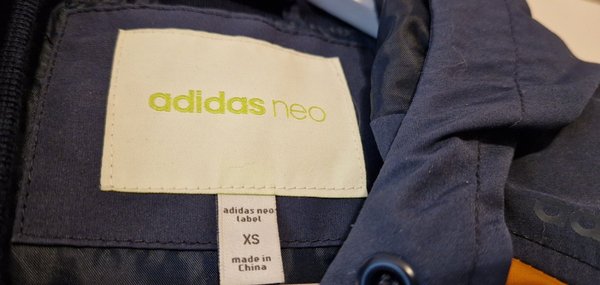 adidas neo
adidas neo
label
XS
made in
China